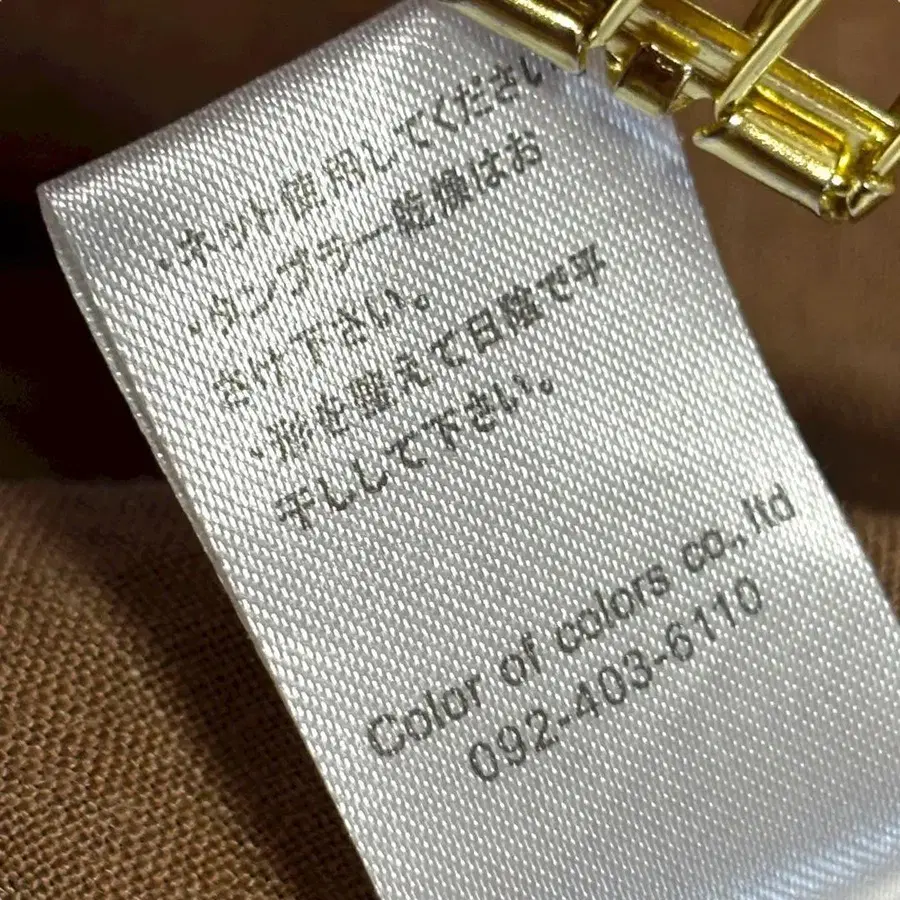 ・ネット使用してくださ
・タンブラー乾燥はお
さけ下さい。
・形を整えて日陰で平
干しして下さい。
Color of colors co,.ltd
092-403-6110